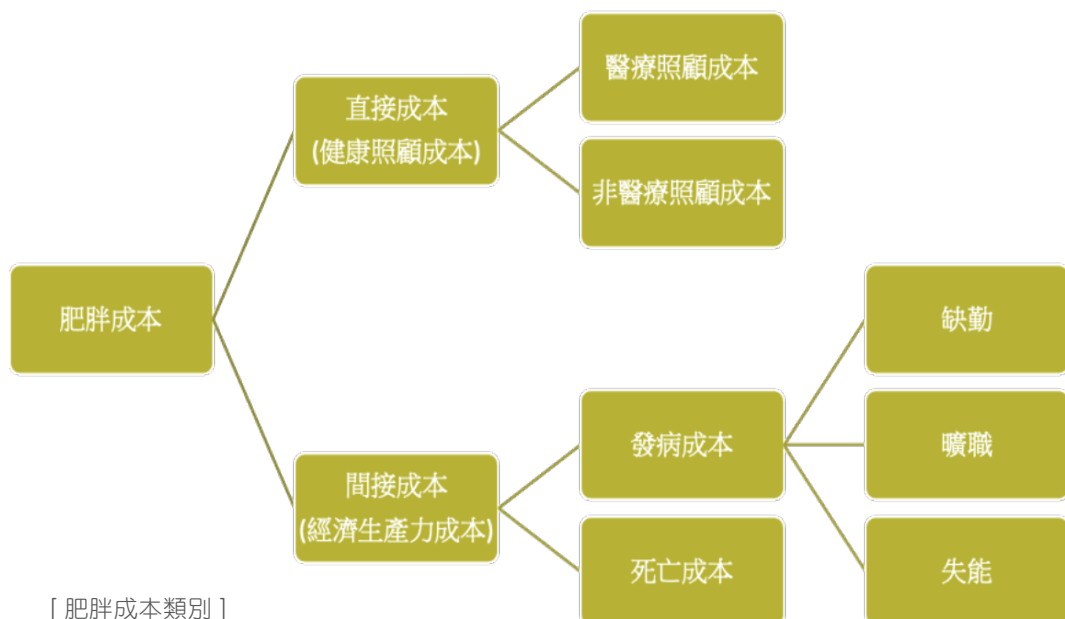 肥胖成本
直接成本
(健康照顧成本)
醫療照顧成本
非醫療照顧成本
間接成本
(經濟生產力成本)
發病成本
死亡成本
缺勤
曠職
失能
[ 肥胖成本類別 ]